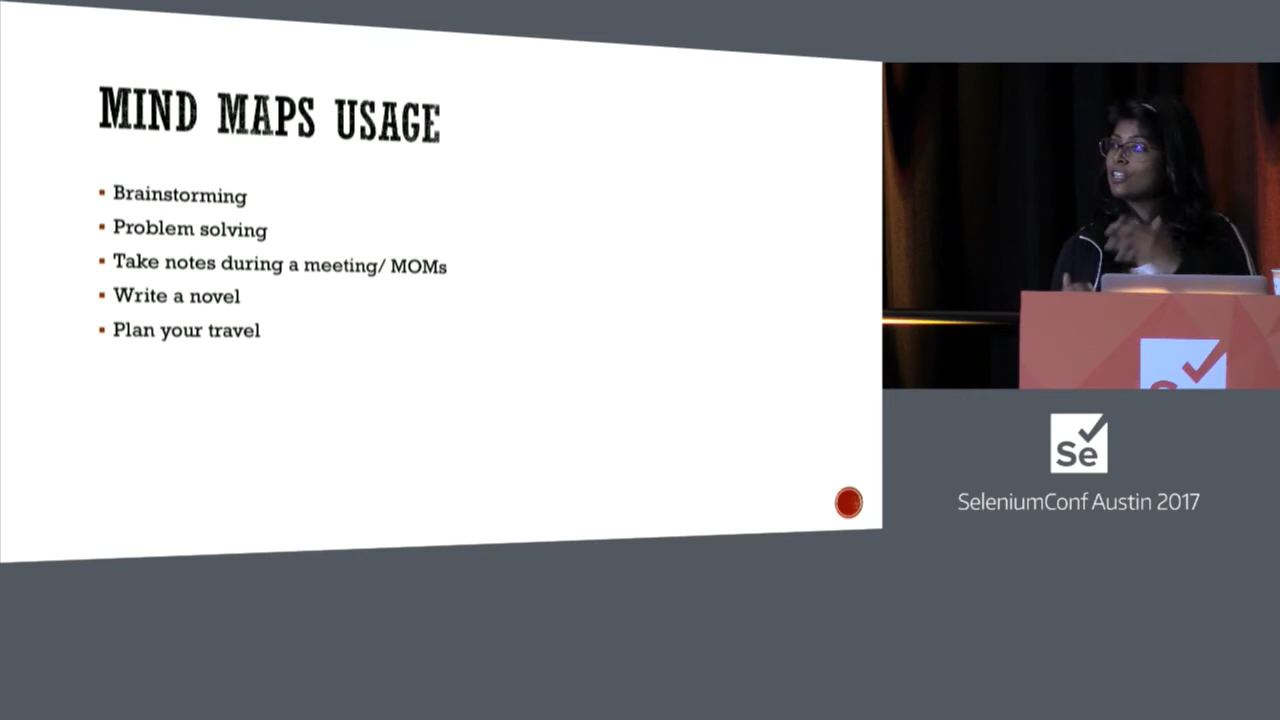 MIND MAPS USAGE
Brainstorming
Problem solving
Take notes during a meeting/ MOMs
Write a novel
Plan your travel
Se
Se
SeleniumConf Austin 2017